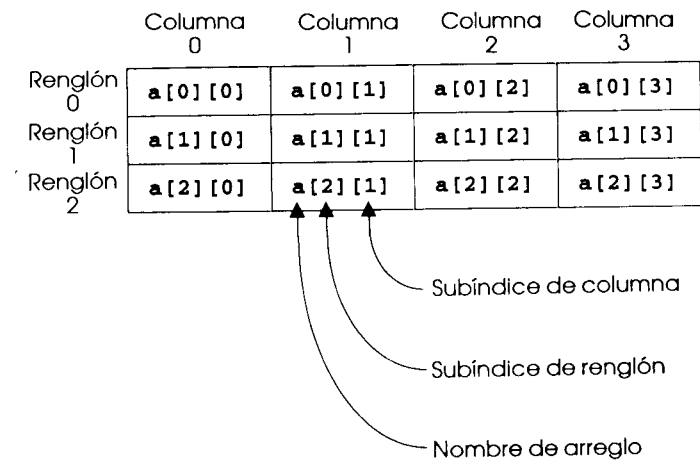 Columna 0 Columna 1 Columna 2 Columna 3
Renglón 0 a[0][0] a[0][1] a[0][2] a[0][3]
Renglón 1 a[1][0] a[1][1] a[1][2] a[1][3]
Renglón 2 a[2][0] a[2][1] a[2][2] a[2][3]
Subíndice de columna
Subíndice de renglón
Nombre de arreglo